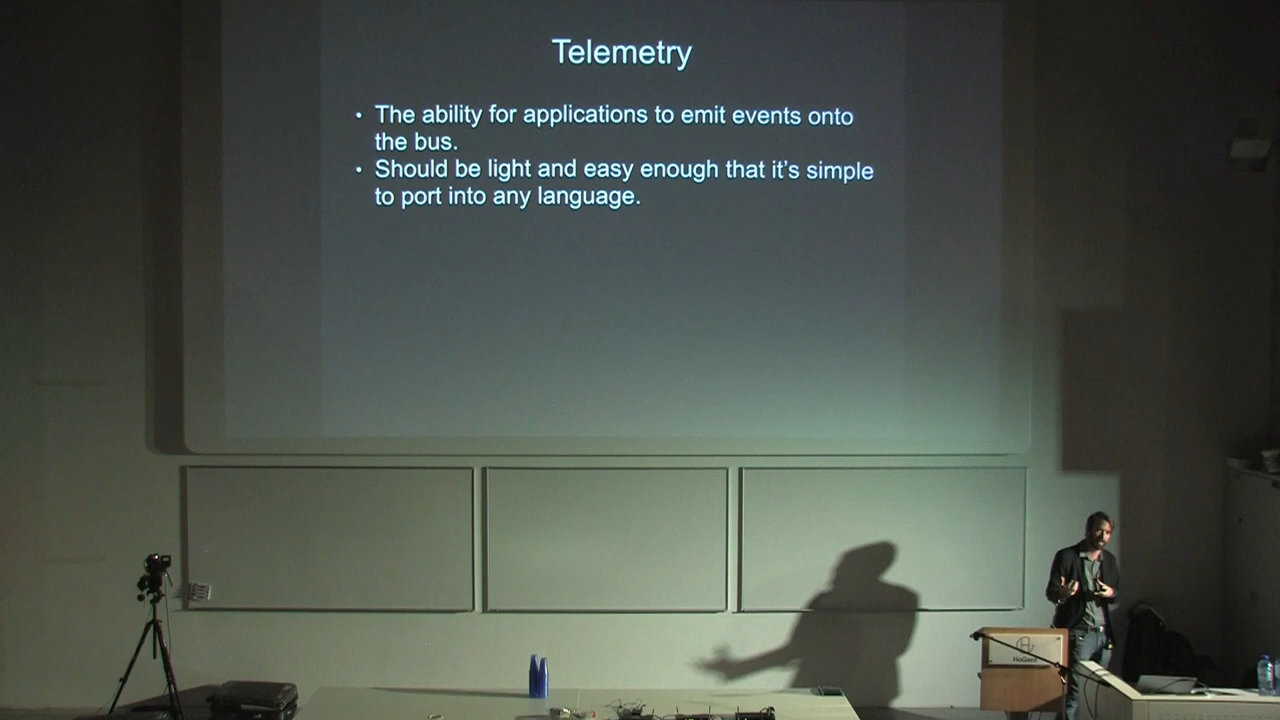 Telemetry
• The ability for applications to emit events onto
the bus.
• Should be light and easy enough that it's simple
to port into any language.
HoGent